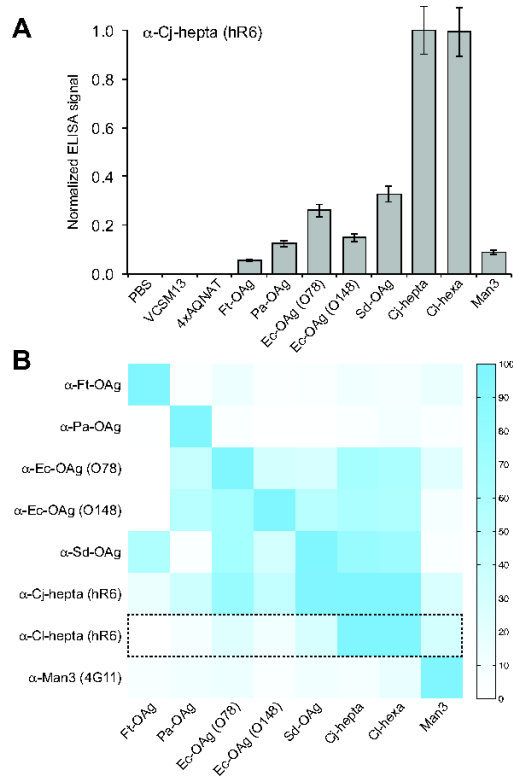 A
α-Cj-hepta (hR6)
Normalized ELISA signal
1.0
0.8
0.6
0.4
0.2
0.0
PBS
VCSM13
4xAQNAT
Ft-OAg
Pa-OAg
Ec-OAg (O78)
Ec-OAg (O148)
Sd-OAg
Cj-hepta
Cl-hexa
Man3
B
α-Ft-OAg
α-Pa-OAg
α-Ec-OAg (O78)
α-Ec-OAg (O148)
α-Sd-OAg
α-Cj-hepta (hR6)
α-Cl-hepta (hR6)
α-Man3 (4G11)
Ft-OAg
Pa-OAg
Ec-OAg (O78)
Ec-OAg (O148)
Sd-OAg
Cj-hepta
Cl-hexa
Man3
100
90
80
70
60
50
40
30
20
10
0